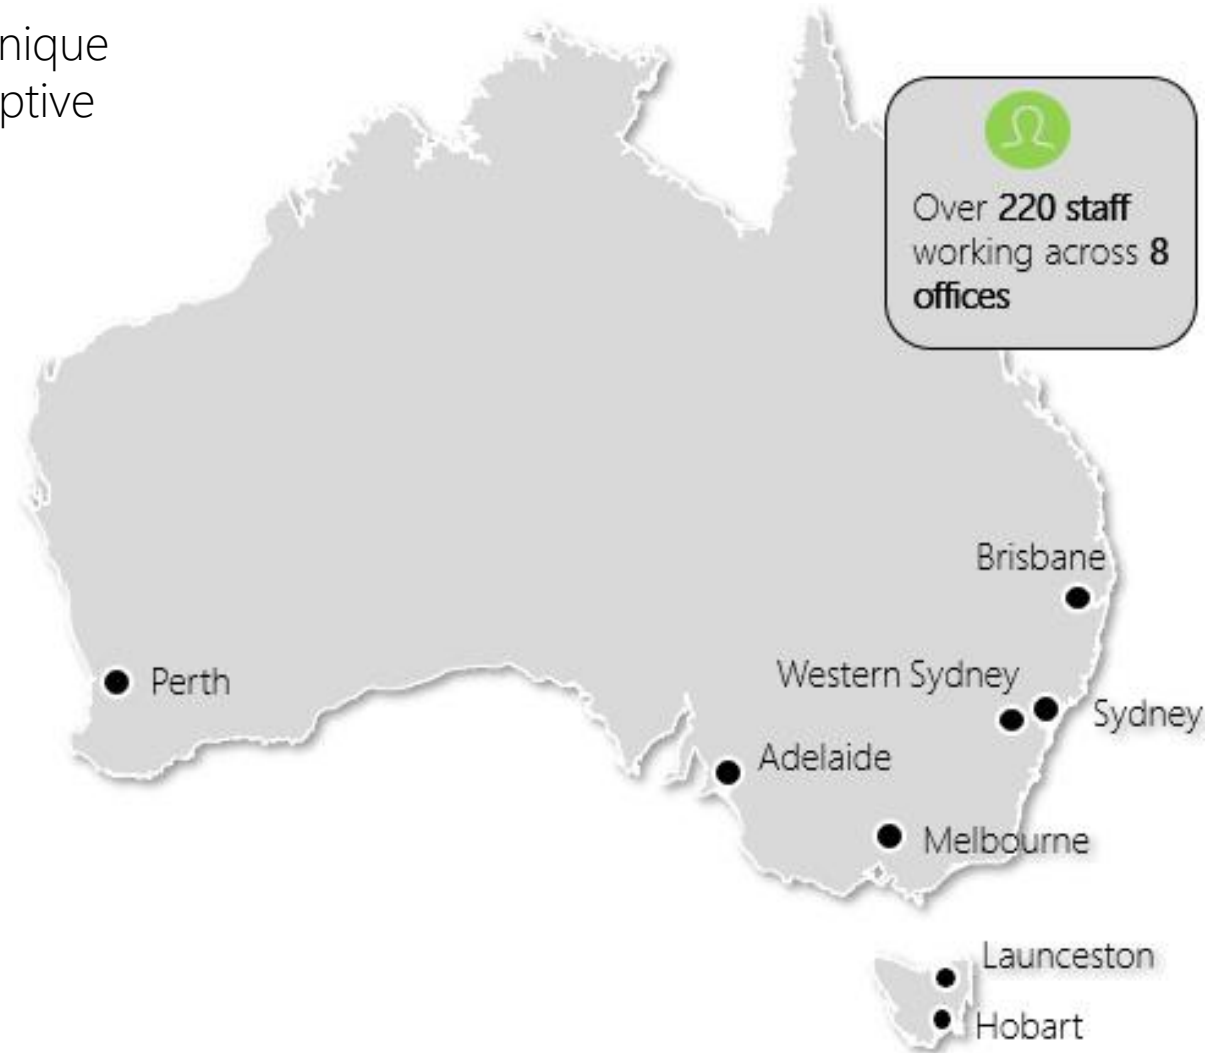 nique
ptive
Over 220 staff
working across 8
offices
Brisbane
Western Sydney
Sydney
Perth
Adelaide
Melbourne
Launceston
Hobart